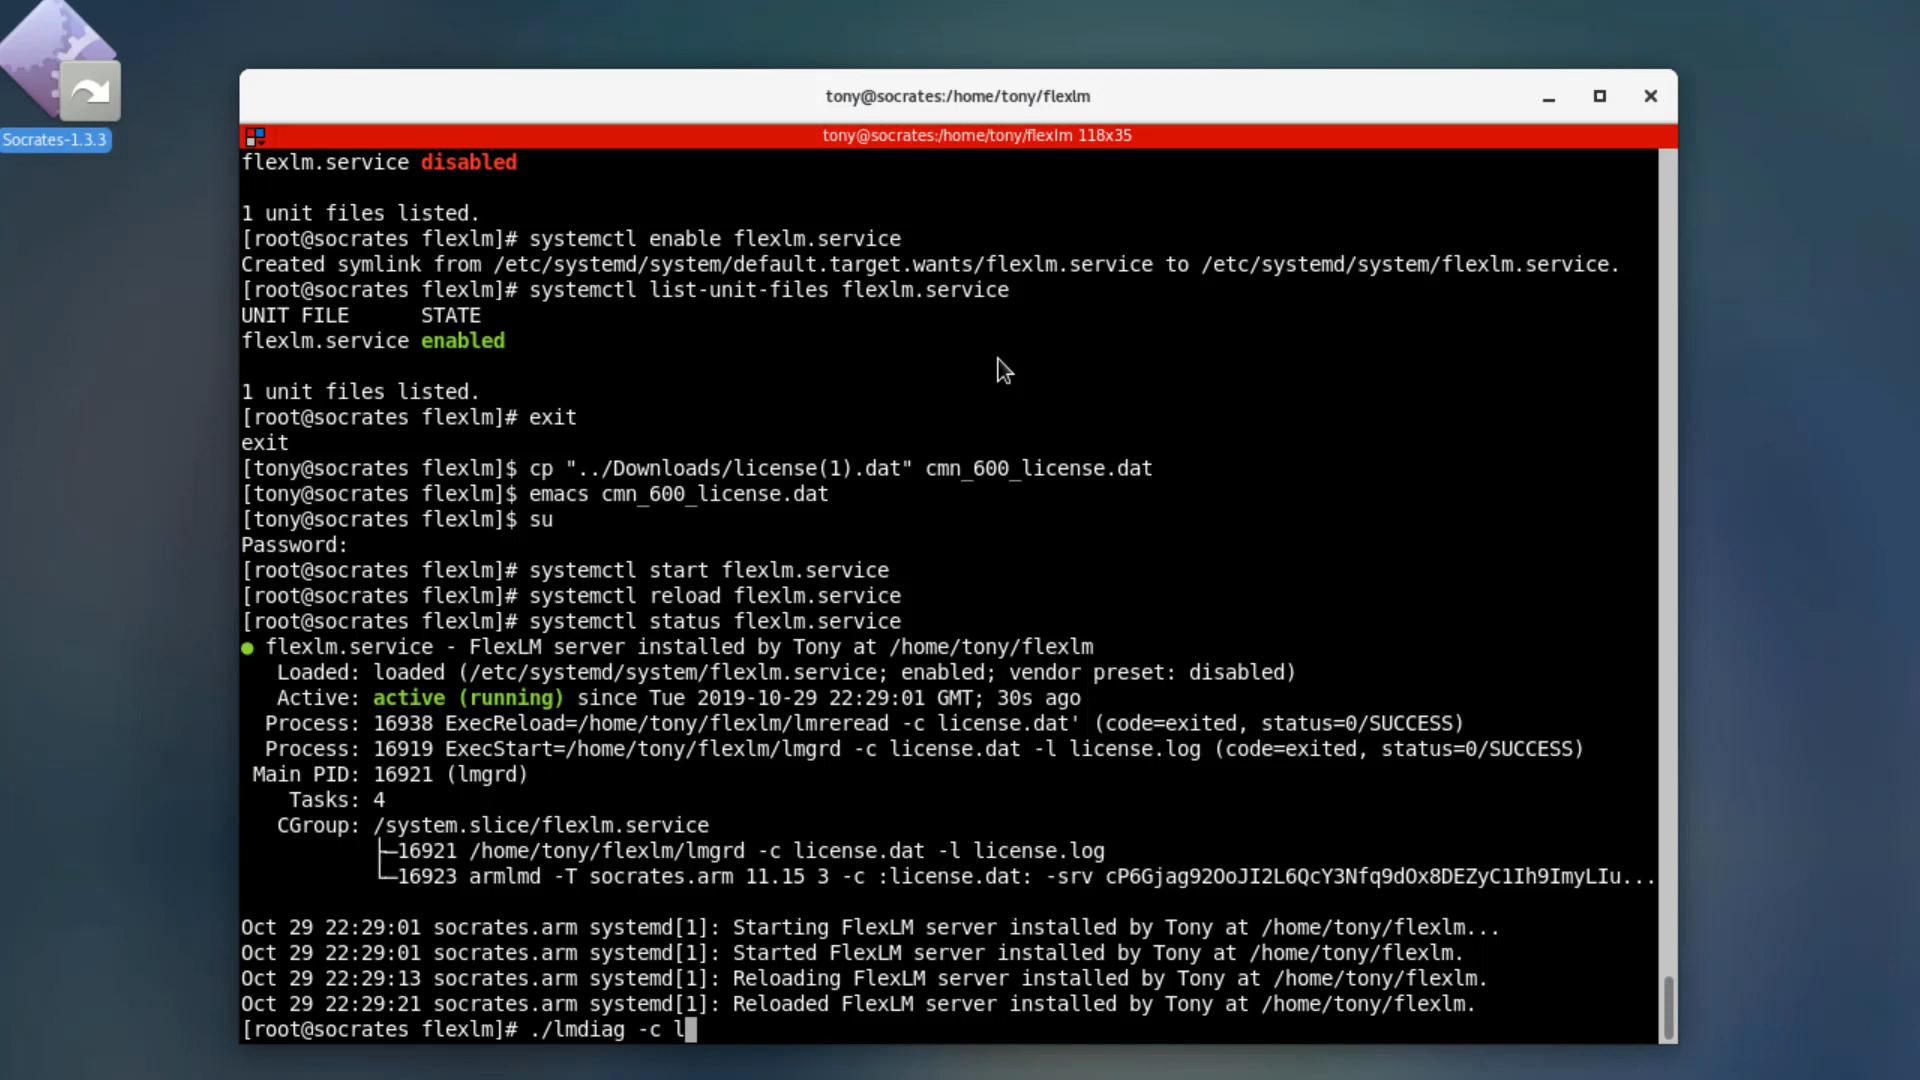 Socrates-1.3.3
tony@socrates:/home/tony/flexlm
tony@socrates:/home/tony/flexlm 118x35
flexlm.service disabled
1 unit files listed.
[root@socrates flexlm]# systemctl enable flexlm.service
Created symlink from /etc/systemd/system/default.target.wants/flexlm.service to /etc/systemd/system/flexlm.service.
[root@socrates flexlm]# systemctl list-unit-files flexlm.service
UNIT FILE      STATE
flexlm.service enabled
1 unit files listed.
[root@socrates flexlm]# exit
exit
[tony@socrates flexlm]$ cp "../Downloads/license(1).dat" cmn_600_license.dat
[tony@socrates flexlm]$ emacs cmn_600_license.dat
[tony@socrates flexlm]$ su
Password:
[root@socrates flexlm]# systemctl start flexlm.service
[root@socrates flexlm]# systemctl reload flexlm.service
[root@socrates flexlm]# systemctl status flexlm.service
● flexlm.service - FlexLM server installed by Tony at /home/tony/flexlm
Loaded: loaded (/etc/systemd/system/flexlm.service; enabled; vendor preset: disabled)
Active: active (running) since Tue 2019-10-29 22:29:01 GMT; 30s ago
Process: 16938 ExecReload=/home/tony/flexlm/lmreread -c license.dat' (code=exited, status=0/SUCCESS)
Process: 16919 ExecStart=/home/tony/flexlm/lmgrd -c license.dat -l license.log (code=exited, status=0/SUCCESS)
Main PID: 16921 (lmgrd)
Tasks: 4
CGroup: /system.slice/flexlm.service
├─16921 /home/tony/flexlm/lmgrd -c license.dat -l license.log
└─16923 armlmd -T socrates.arm 11.15 3 -c :license.dat: -srv cP6Gjag92OoJI2L6QcY3Nfq9dOx8DEZyC1Ih9ImyLIu...
Oct 29 22:29:01 socrates.arm systemd[1]: Starting FlexLM server installed by Tony at /home/tony/flexlm...
Oct 29 22:29:01 socrates.arm systemd[1]: Started FlexLM server installed by Tony at /home/tony/flexlm.
Oct 29 22:29:13 socrates.arm systemd[1]: Reloading FlexLM server installed by Tony at /home/tony/flexlm.
Oct 29 22:29:21 socrates.arm systemd[1]: Reloaded FlexLM server installed by Tony at /home/tony/flexlm.
[root@socrates flexlm]# ./lmdiag -c l